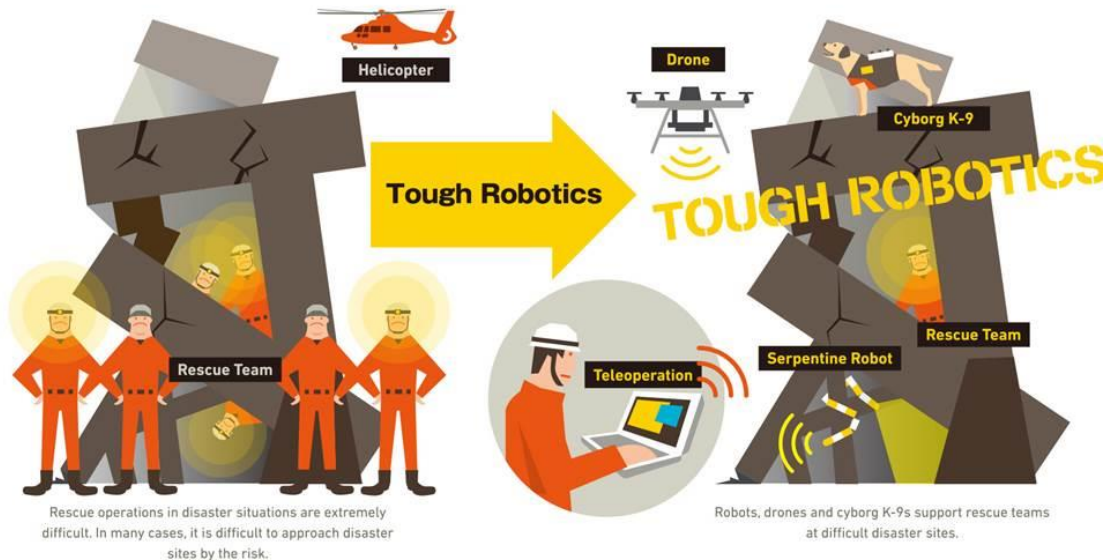 Helicopter
Rescue Team
Rescue operations in disaster situations are extremely
difficult. In many cases, it is difficult to approach disaster
sites by the risk.
Tough Robotics
Teleoperation
Drone
Cyborg K-9
TOUGH ROBOTICS
Rescue Team
Serpentine Robot
Robots, drones and cyborg K-9s support rescue teams
at difficult disaster sites.